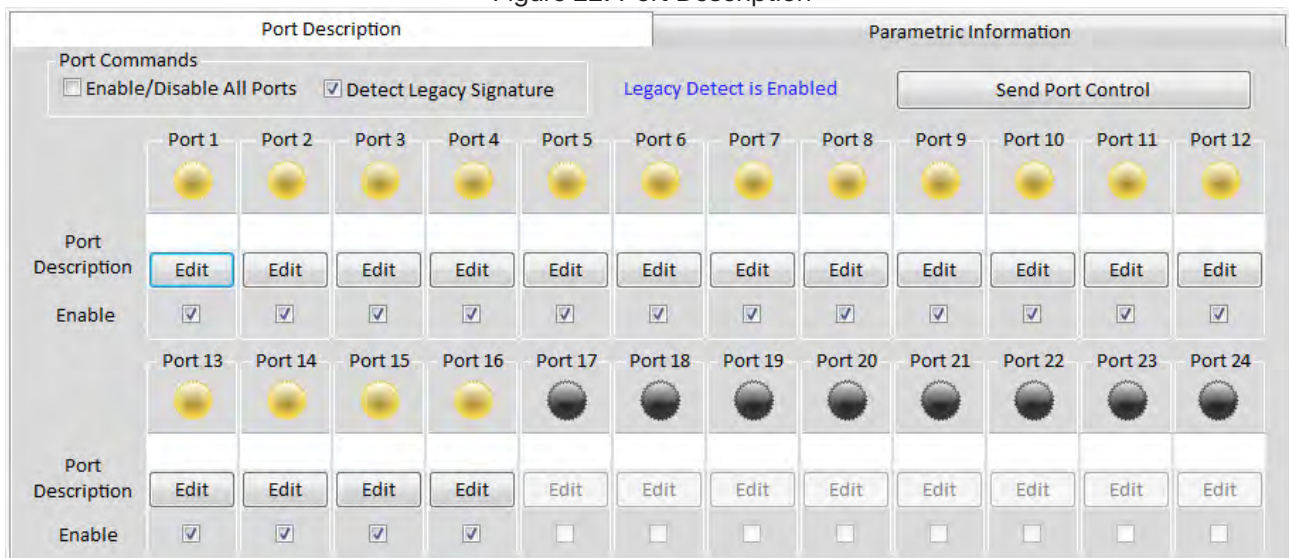 Port Description Parametric Information
Port Commands
Enable/Disable All Ports Detect Legacy Signature Legacy Detect is Enabled Send Port Control
Port 1 Port 2 Port 3 Port 4 Port 5 Port 6 Port 7 Port 8 Port 9 Port 10 Port 11 Port 12
Port
Description Edit Edit Edit Edit Edit Edit Edit Edit Edit Edit Edit Edit
Enable
Port 13 Port 14 Port 15 Port 16 Port 17 Port 18 Port 19 Port 20 Port 21 Port 22 Port 23 Port 24
Port
Description Edit Edit Edit Edit Edit Edit Edit Edit Edit Edit Edit Edit
Enable